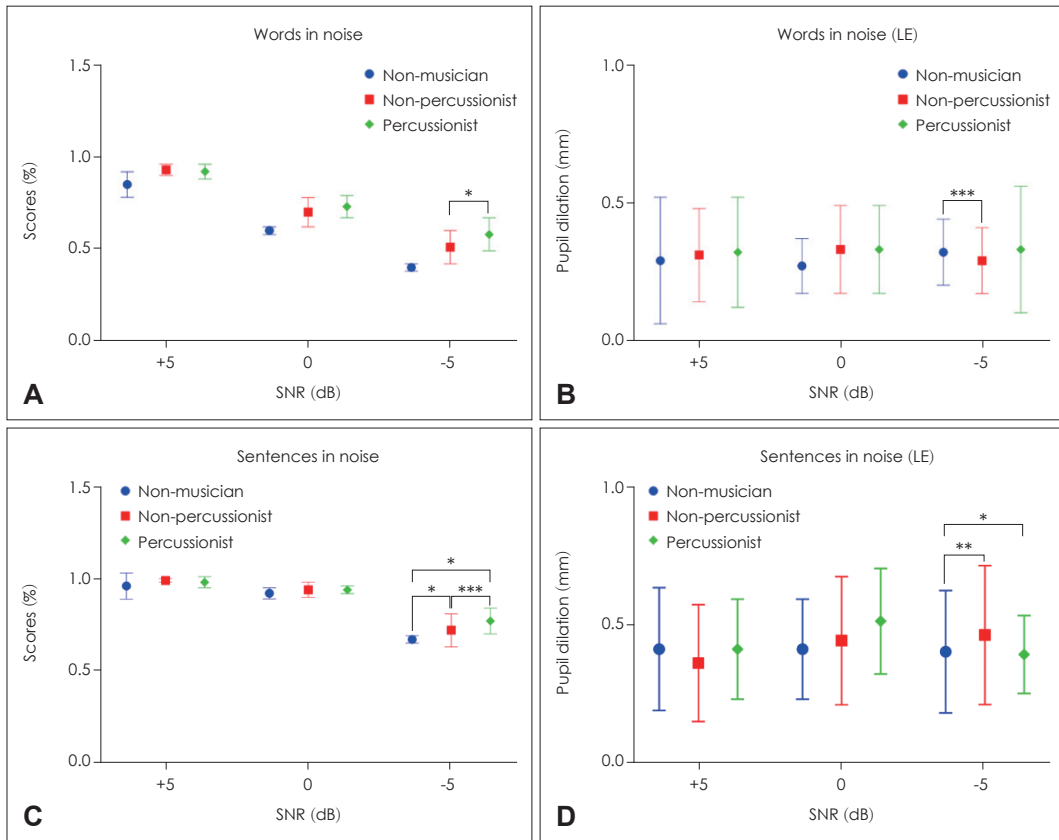 Words in noise
1.5
Non-musician
Non-percussionist
Percussionist
1.0
Scores (%)
*
0.5
0.0
+5
0
-5
SNR (dB)
A
Words in noise (LE)
1.0
Non-musician
Non-percussionist
Percussionist
Pupil dilation (mm)
0.5
***
0.0
+5
0
-5
SNR (dB)
B
Sentences in noise
1.5
Non-musician
Non-percussionist
Percussionist
1.0
Scores (%)
*
*
***
0.5
0.0
+5
0
-5
SNR (dB)
C
Sentences in noise (LE)
1.0
Non-musician
Non-percussionist
Percussionist
Pupil dilation (mm)
*
**
0.5
0.0
+5
0
-5
SNR (dB)
D